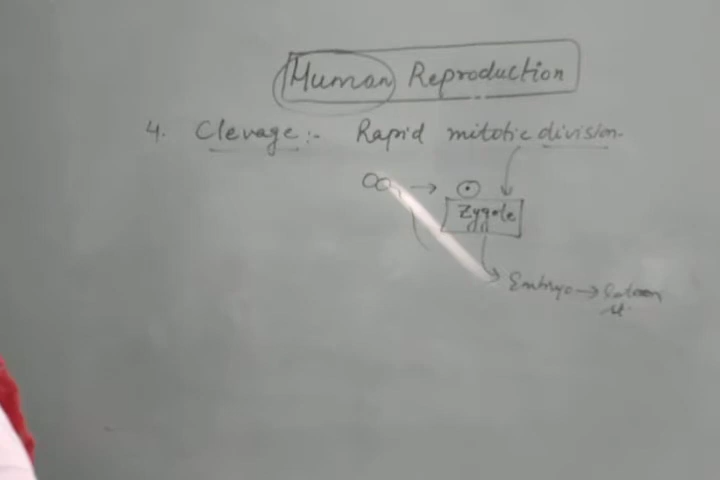 Human Reproduction
4. Clevage :- Rapid mitotic division
→
Zygote
Embryo →